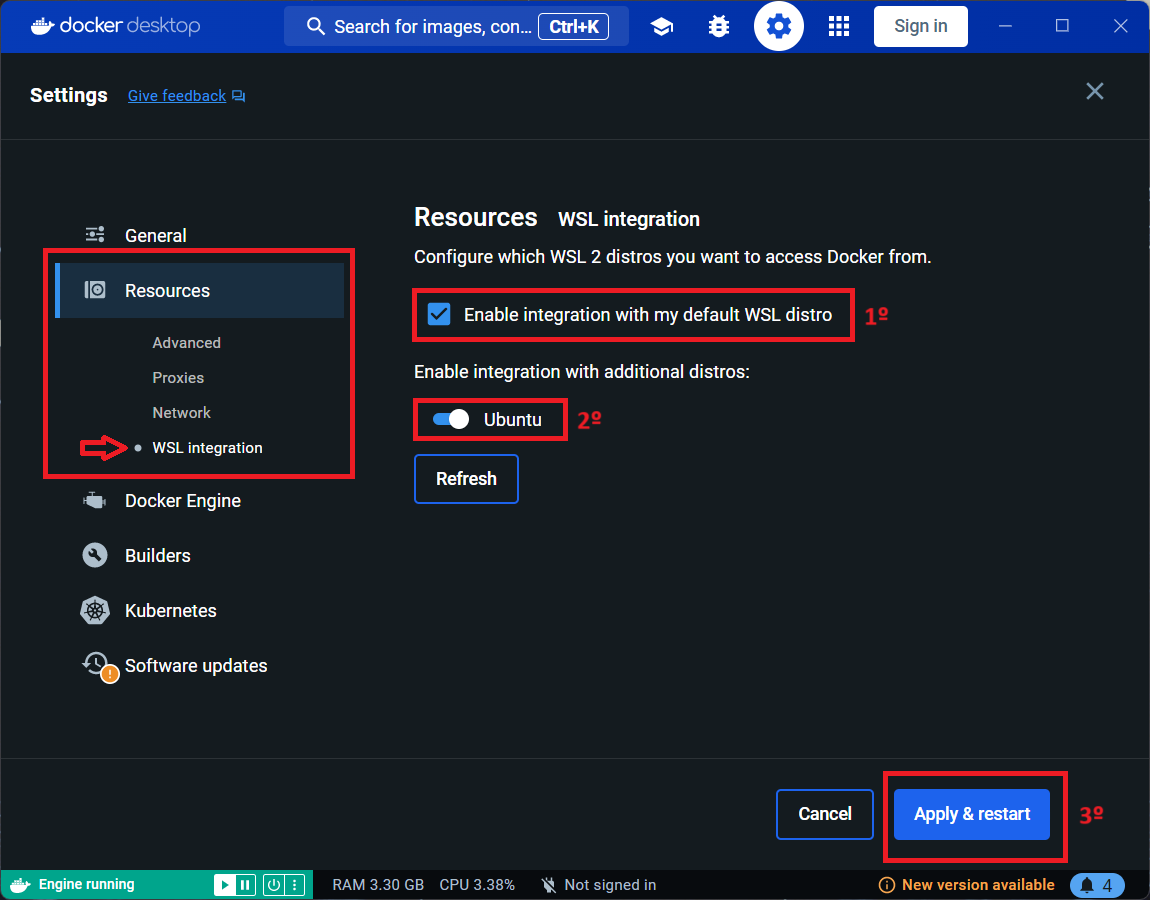 docker desktop
Search for images, con... Ctrl+K
Sign in
Settings Give feedback
General
Resources
Advanced
Proxies
Network
WSL integration
Docker Engine
Builders
Kubernetes
Software updates
Resources WSL integration
Configure which WSL 2 distros you want to access Docker from.
Enable integration with my default WSL distro 1º
Enable integration with additional distros:
Ubuntu 2º
Refresh
Cancel Apply & restart 3º
Engine running RAM 3.30 GB CPU 3.38% Not signed in New version available 4